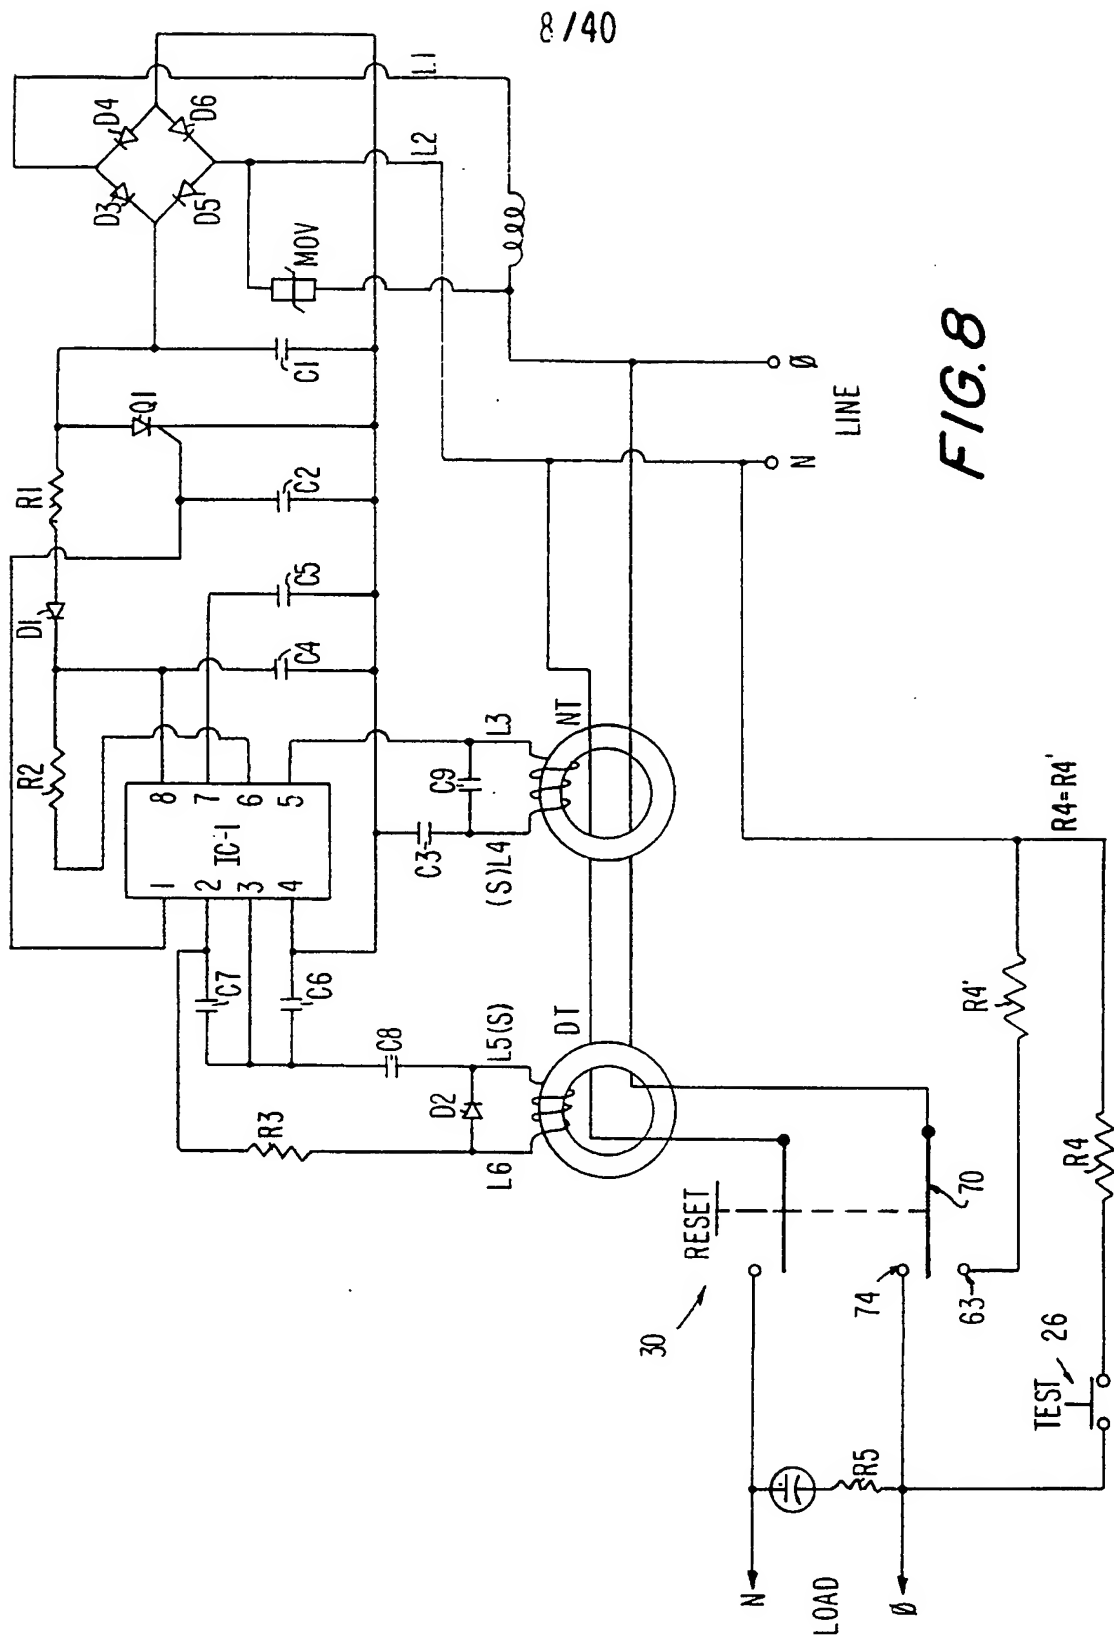 8/40
D4
D6
D3
D5
L1
L2
MOV
C1
Q1
R1
C2
D1
C5
C4
R2
8
7
6
5
IC-1
1
2
3
4
C7
C6
C3
C9
L3
(S)L4
NT
C8
L5(S)
DT
D2
R3
L6
Ø
LINE
N
R4=R4'
R4'
R4
RESET
30
70
74
63
26
TEST
R5
N
LOAD
Ø
FIG. 8